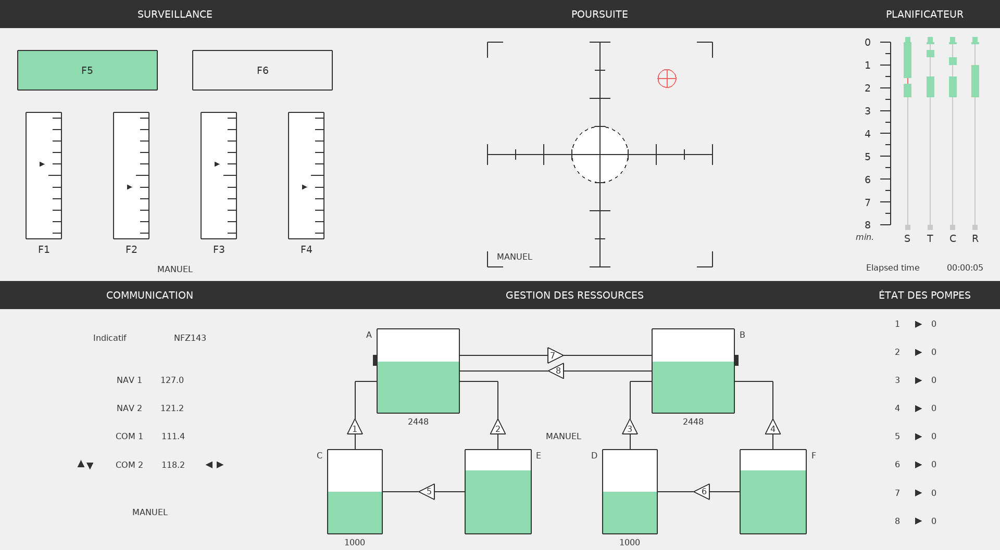 SURVEILLANCE
F5
F6
F1
F2
F3
F4
MANUEL
POURSUITE
MANUEL
PLANIFICATEUR
0
1
2
3
4
5
6
7
8
min.
S T C R
Elapsed time 00:00:05
COMMUNICATION
Indicatif NFZ143
NAV 1 127.0
NAV 2 121.2
COM 1 111.4
COM 2 118.2
MANUEL
GESTION DES RESSOURCES
A
B
7
8
2448
2448
1
2
MANUEL
3
4
C
E
D
F
5
6
1000
1000
ÉTAT DES POMPES
1 0
2 0
3 0
4 0
5 0
6 0
7 0
8 0